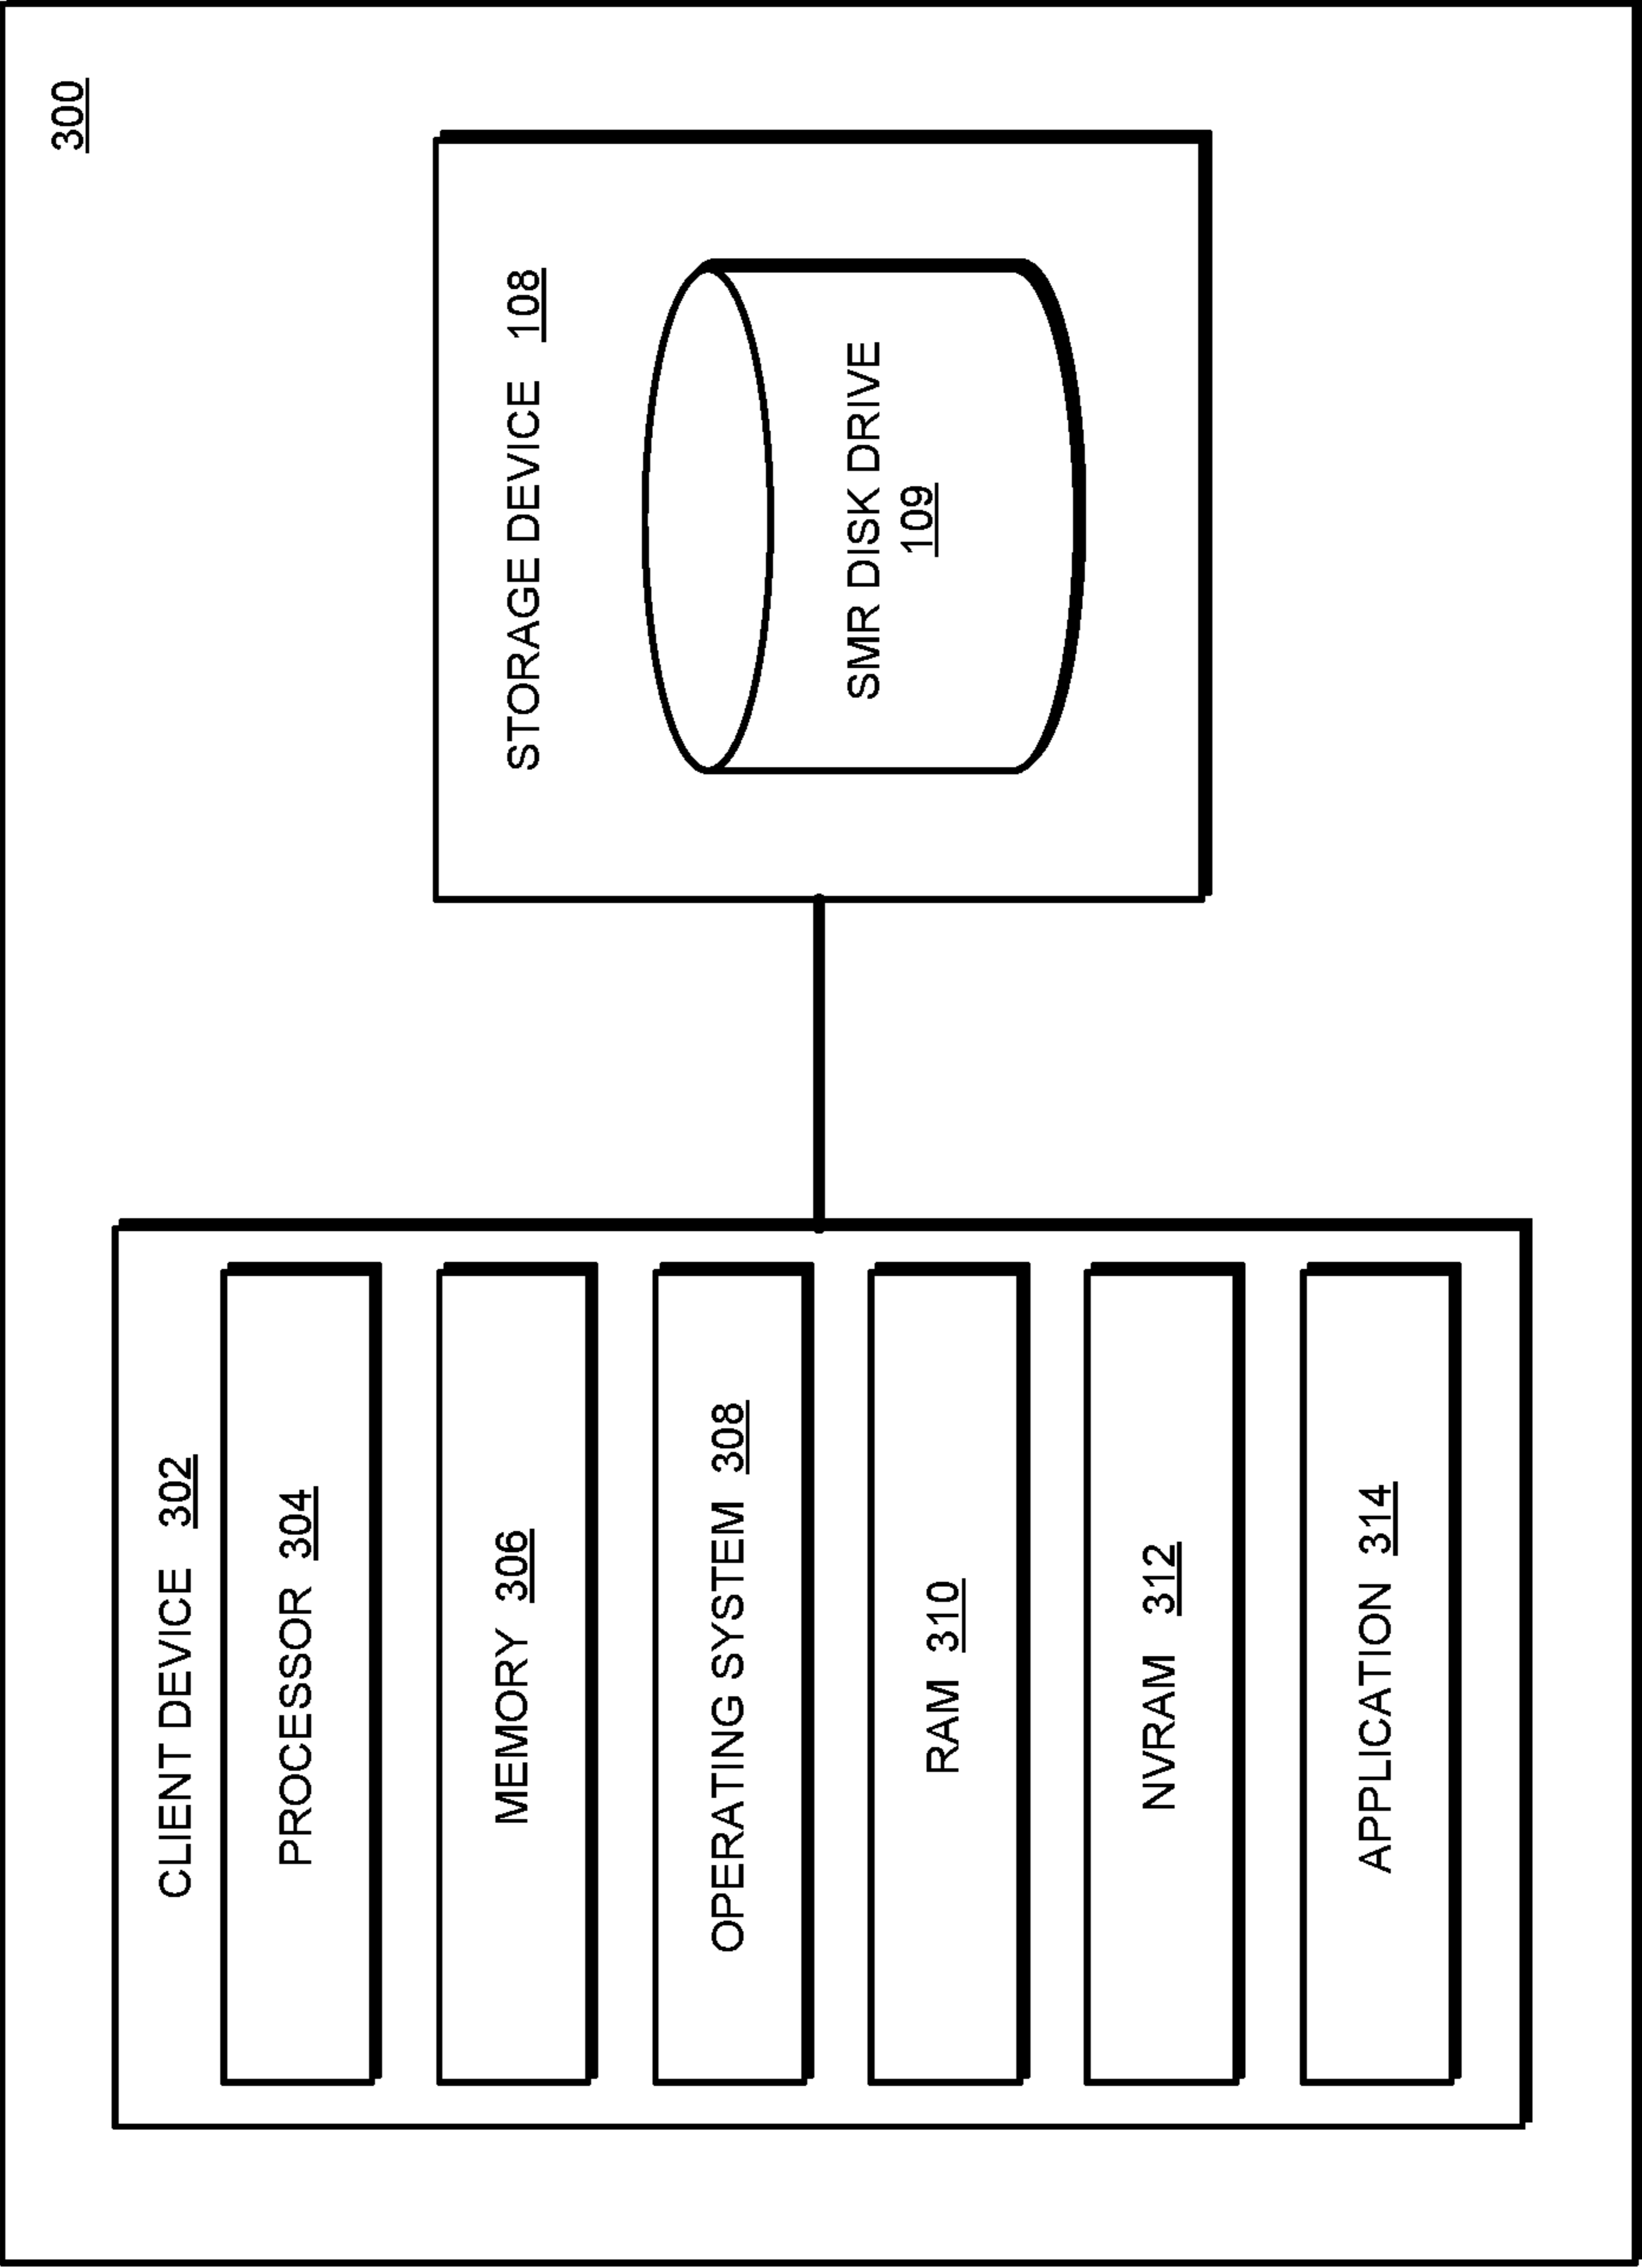 300
CLIENT DEVICE 302
PROCESSOR 304
MEMORY 306
OPERATING SYSTEM 308
RAM 310
NVRAM 312
APPLICATION 314
STORAGE DEVICE 108
SMR DISK DRIVE
109